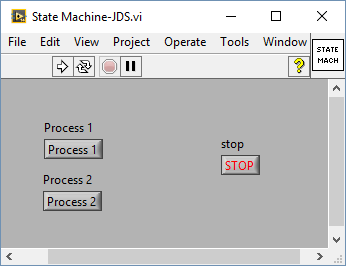 State Machine-JDS.vi
File Edit View Project Operate Tools Window
STATE
MACH
?
Process 1
Process 1
stop
STOP
Process 2
Process 2